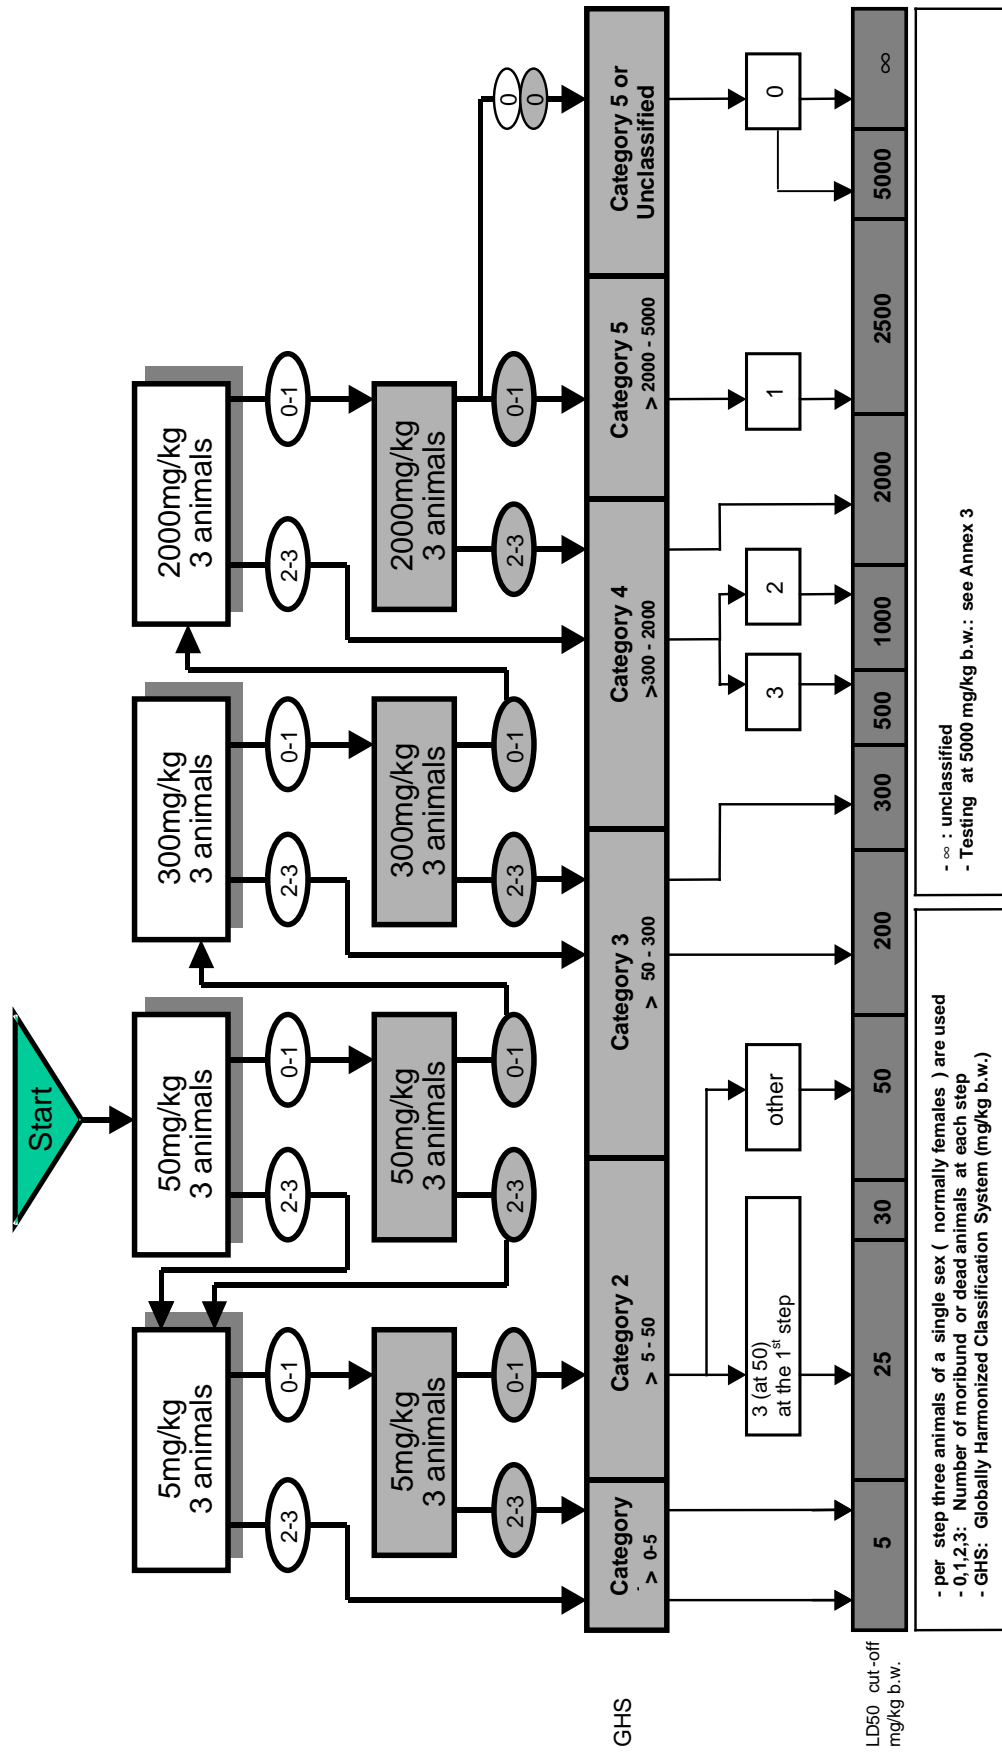 Start
5mg/kg
3 animals
50mg/kg
3 animals
300mg/kg
3 animals
2000mg/kg
3 animals
2-3
0-1
2-3
0-1
2-3
0-1
2-3
0-1
5mg/kg
3 animals
50mg/kg
3 animals
300mg/kg
3 animals
2000mg/kg
3 animals
2-3
0-1
2-3
0-1
2-3
0-1
2-3
0-1
0
0
GHS
Category
> 0-5
Category 2
> 5 - 50
Category 3
> 50 - 300
Category 4
>300 - 2000
Category 5
> 2000 - 5000
Category 5 or
Unclassified
3 (at 50)
at the 1st step
other
3
2
1
0
LD50 cut-off
mg/kg b.w.
5
25
30
50
200
300
500
1000
2000
2500
5000
∞
- per step three animals of a single sex ( normally females ) are used
- 0,1,2,3: Number of moribund or dead animals at each step
- GHS: Globally Harmonized Classification System (mg/kg b.w.)
- ∞ : unclassified
- Testing at 5000 mg/kg b.w.: see Annex 3